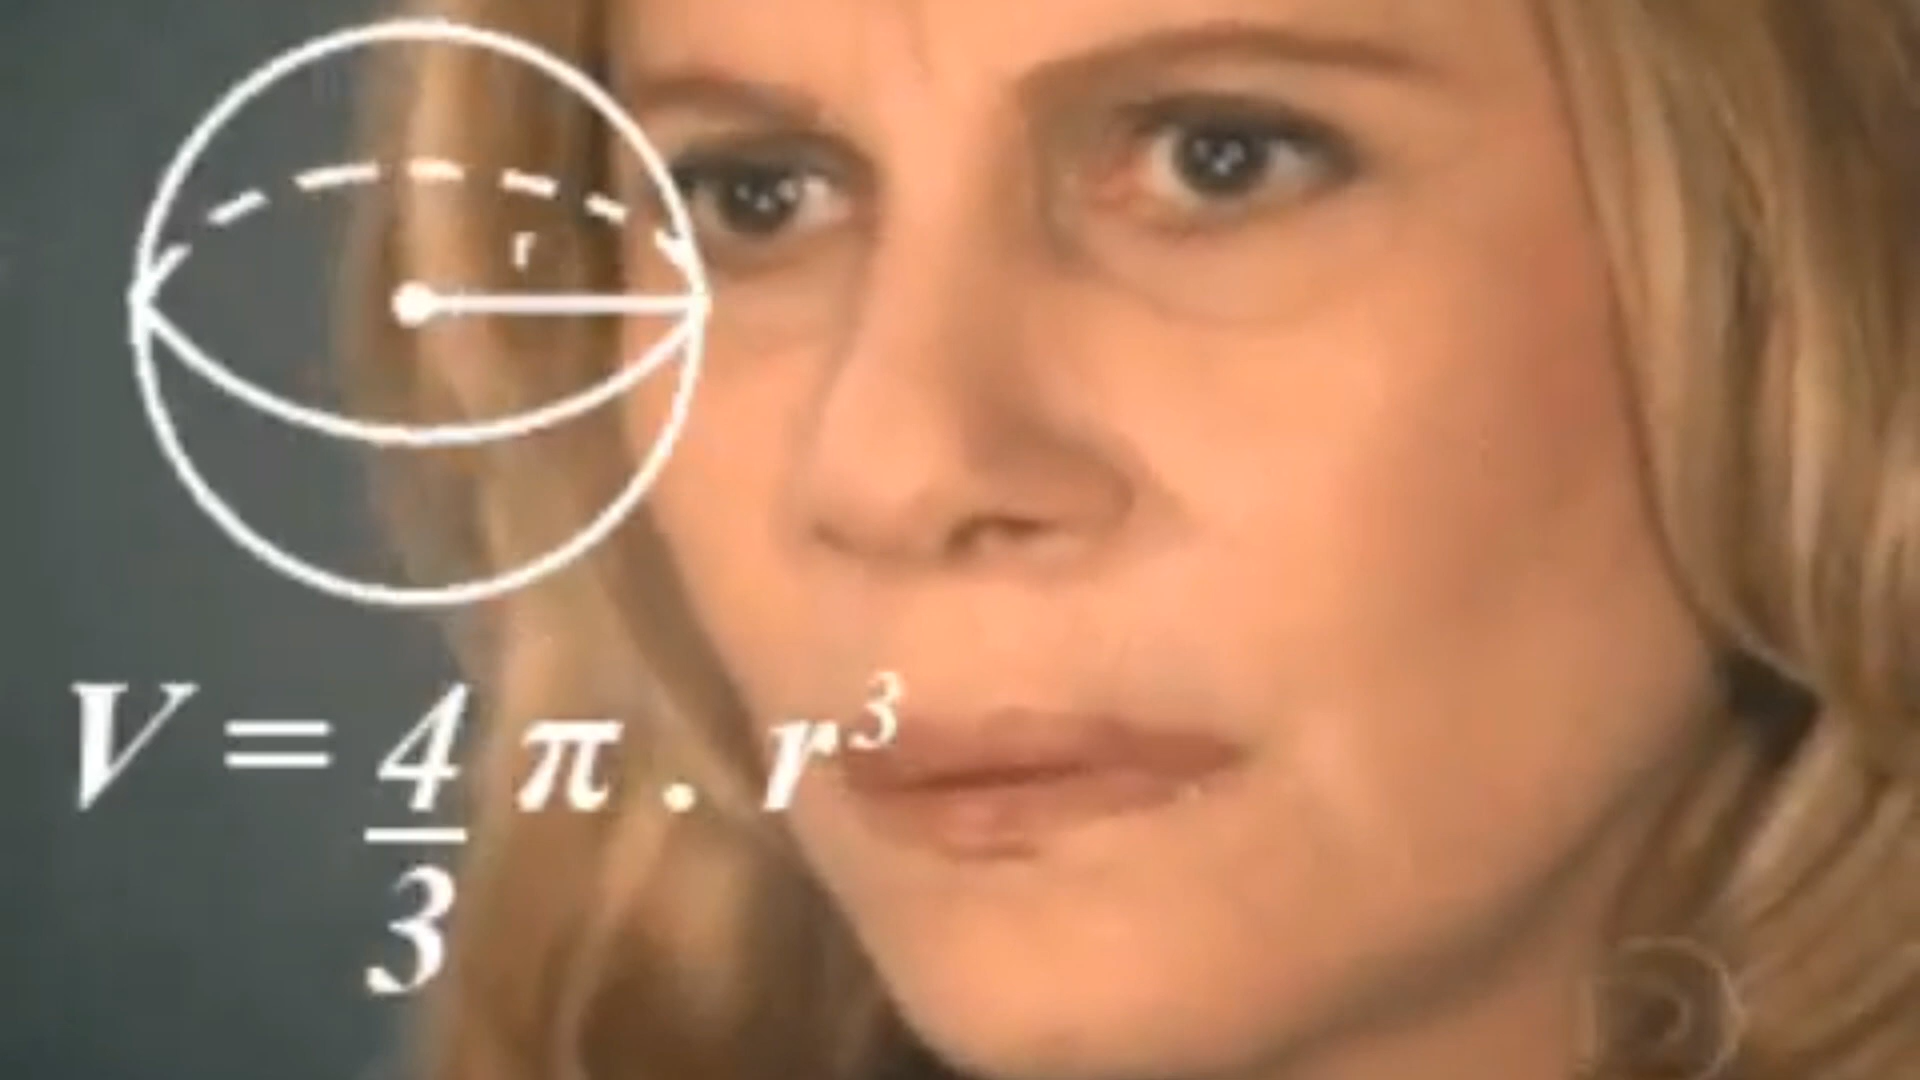 r
V = 4/3 π . r³